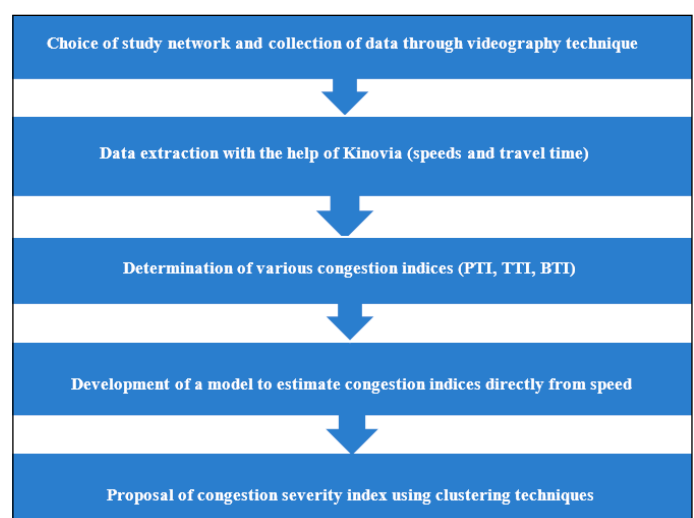 Choice of study network and collection of data through videography technique
Data extraction with the help of Kinovia (speeds and travel time)
Determination of various congestion indices (PTI, TTI, BTI)
Development of a model to estimate congestion indices directly from speed
Proposal of congestion severity index using clustering techniques